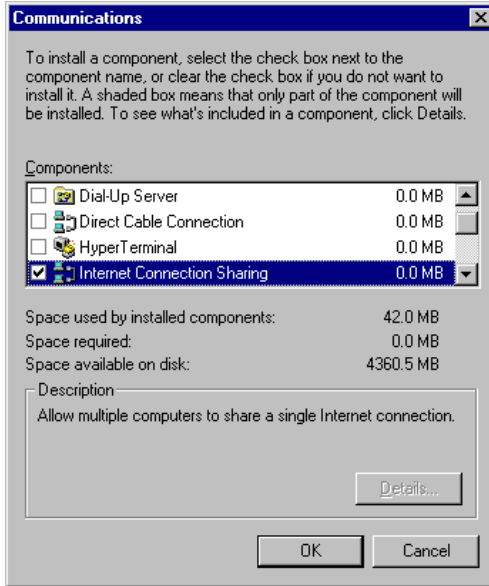 Communications
To install a component, select the check box next to the
component name, or clear the check box if you do not want to
install it. A shaded box means that only part of the component will
be installed. To see what's included in a component, click Details.
Components:
Dial-Up Server 0.0 MB
Direct Cable Connection 0.0 MB
HyperTerminal 0.0 MB
Internet Connection Sharing 0.0 MB
Space used by installed components: 42.0 MB
Space required: 0.0 MB
Space available on disk: 4360.5 MB
Description
Allow multiple computers to share a single Internet connection.
Details...
OK Cancel